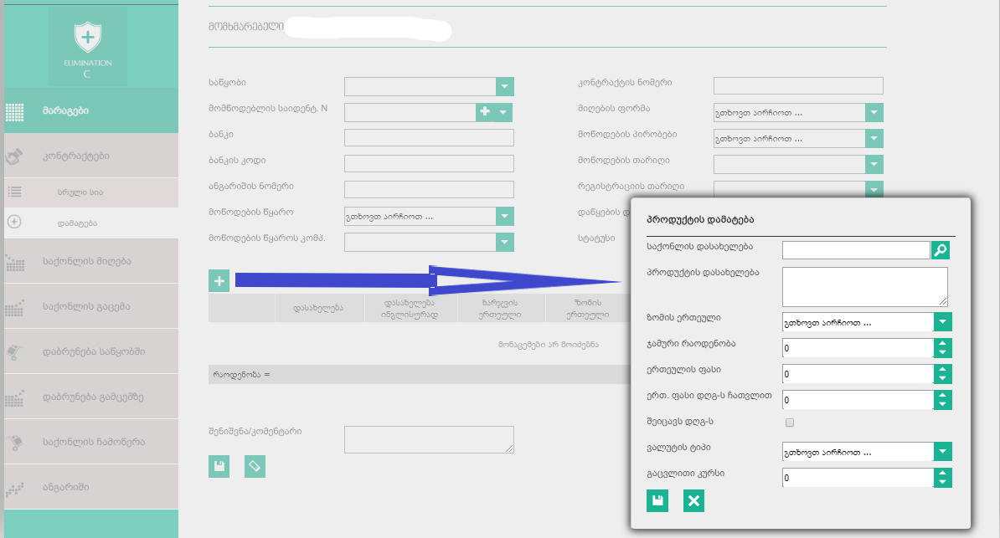 მომხმარებელი
ELIMINATION
C
მარაგები
კონტრაქტები
სრული სია
დამატება
საქონლის მიღება
საქონლის გაცემა
დაბრუნება საწყობში
დაბრუნება გამცემზე
საქონლის ჩამოწერა
ანგარიში
საწყობი
მომწოდებლის საიდენტ. N
ბანკი
ბანკის კოდი
ანგარიშის ნომერი
მოწოდების წყარო
გთხოვთ აირჩიოთ ...
მოწოდების წყაროს კომპ.
კონტრაქტის ნომერი
მიღების ფორმა
გთხოვთ აირჩიოთ ...
მოწოდების პირობები
გთხოვთ აირჩიოთ ...
მოწოდების თარიღი
რეგისტრაციის თარიღი
დაწყების დ
სტატუსი
დასახელება
დასახელება
ინგლისურად
ხარჯვის
ერთეული
ზომის
ერთეული
მონაცემები არ მოიძებნა
რაოდენობა =
შენიშვნა/კომენტარი
პროდუქტის დამატება
საქონლის დასახელება
პროდუქტის დასახელება
ზომის ერთეული
გთხოვთ აირჩიოთ ...
ჯამური რაოდენობა
0
ერთეულის ფასი
0
ერთ. ფასი დღგ-ს ჩათვლით
0
შეიცავს დღგ-ს
ვალუტის ტიპი
გთხოვთ აირჩიოთ ...
გაცვლითი კურსი
0